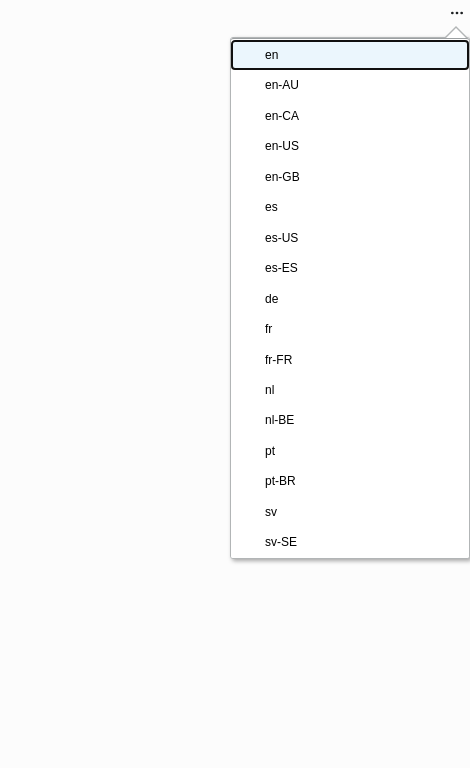 en
en-AU
en-CA
en-US
en-GB
es
es-US
es-ES
de
fr
fr-FR
nl
nl-BE
pt
pt-BR
sv
sv-SE